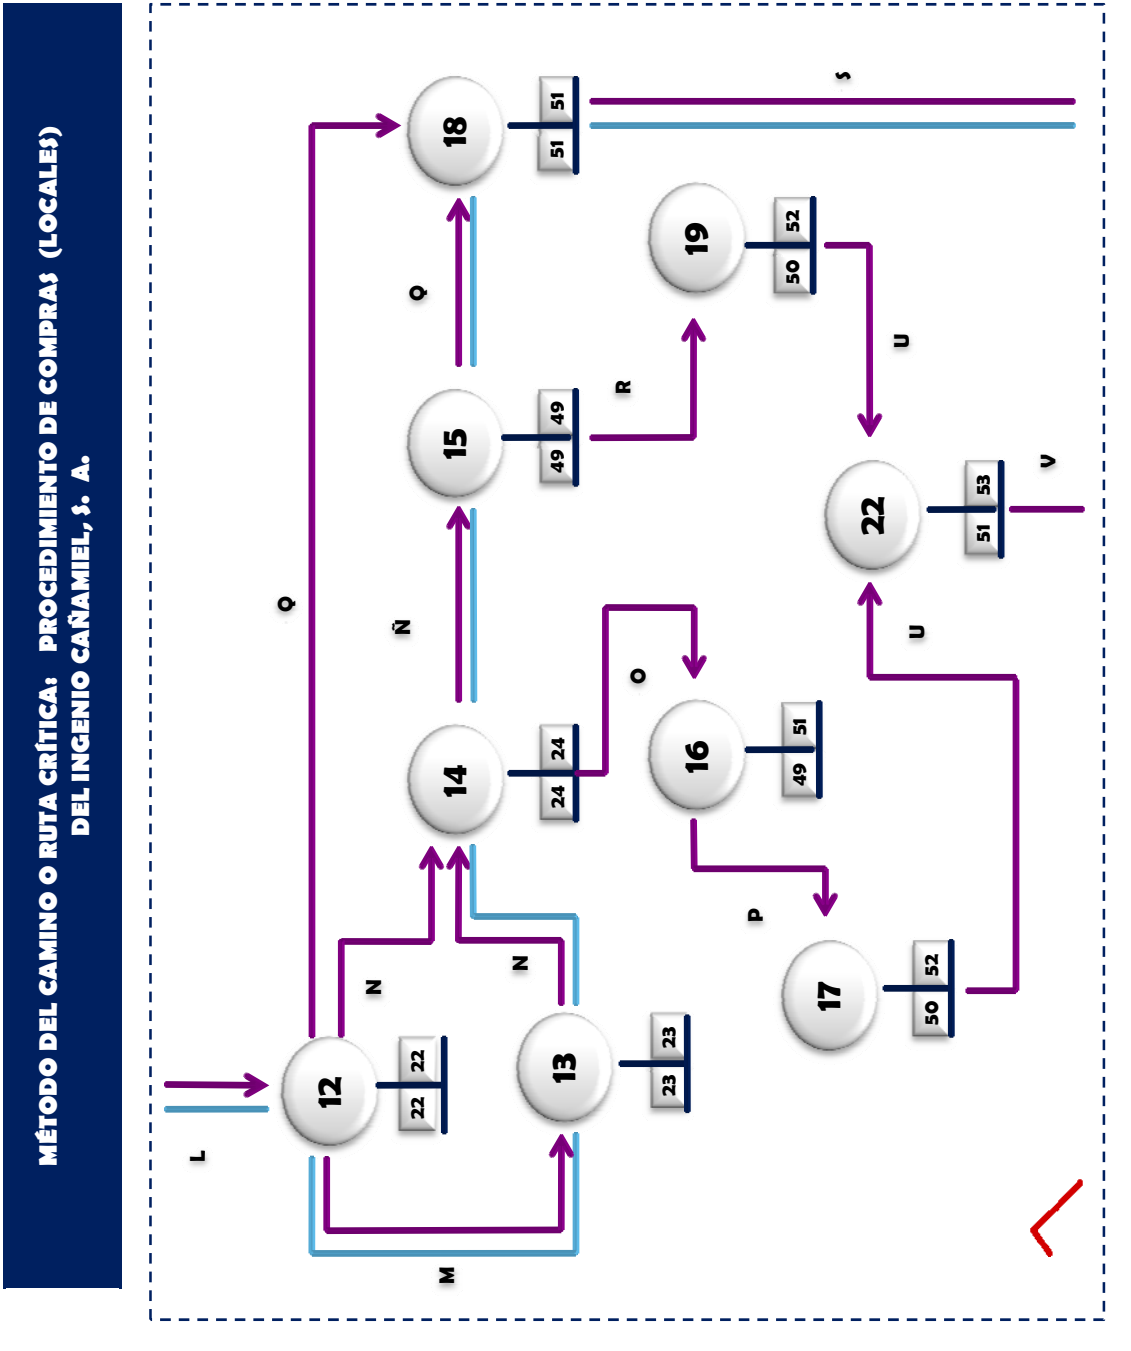 MÉTODO DEL CAMINO O RUTA CRÍTICA: PROCEDIMIENTO DE COMPRAS (LOCALES)
DEL INGENIO CAÑAMIEL, S. A.
L
Q
12
N
Ñ
Q
22 22
M
14
15
18
N
24 24
49 49
51 51
13
23 23
O
R
16
19
P
49 51
50 52
17
S
22
U
U
50 52
51 53
V